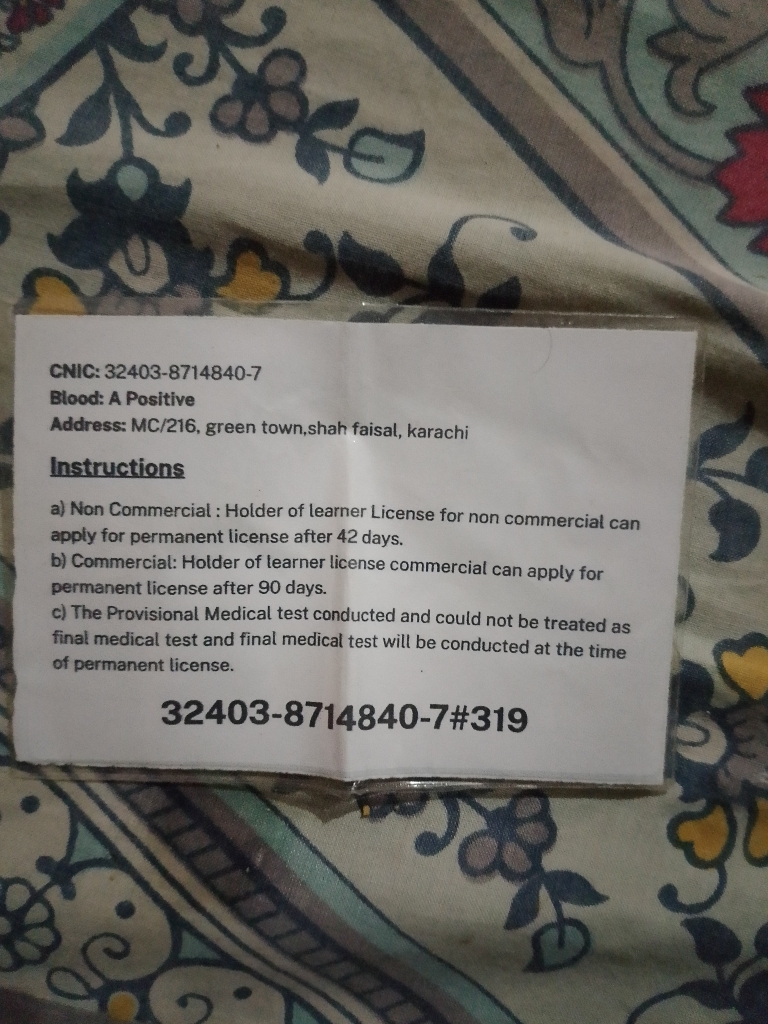 CNIC: 32403-8714840-7
Blood: A Positive
Address: MC/216, green town,shah faisal, karachi
Instructions
a) Non Commercial : Holder of learner License for non commercial can
apply for permanent license after 42 days.
b) Commercial: Holder of learner license commercial can apply for
permanent license after 90 days.
c) The Provisional Medical test conducted and could not be treated as
final medical test and final medical test will be conducted at the time
of permanent license.
32403-8714840-7#319